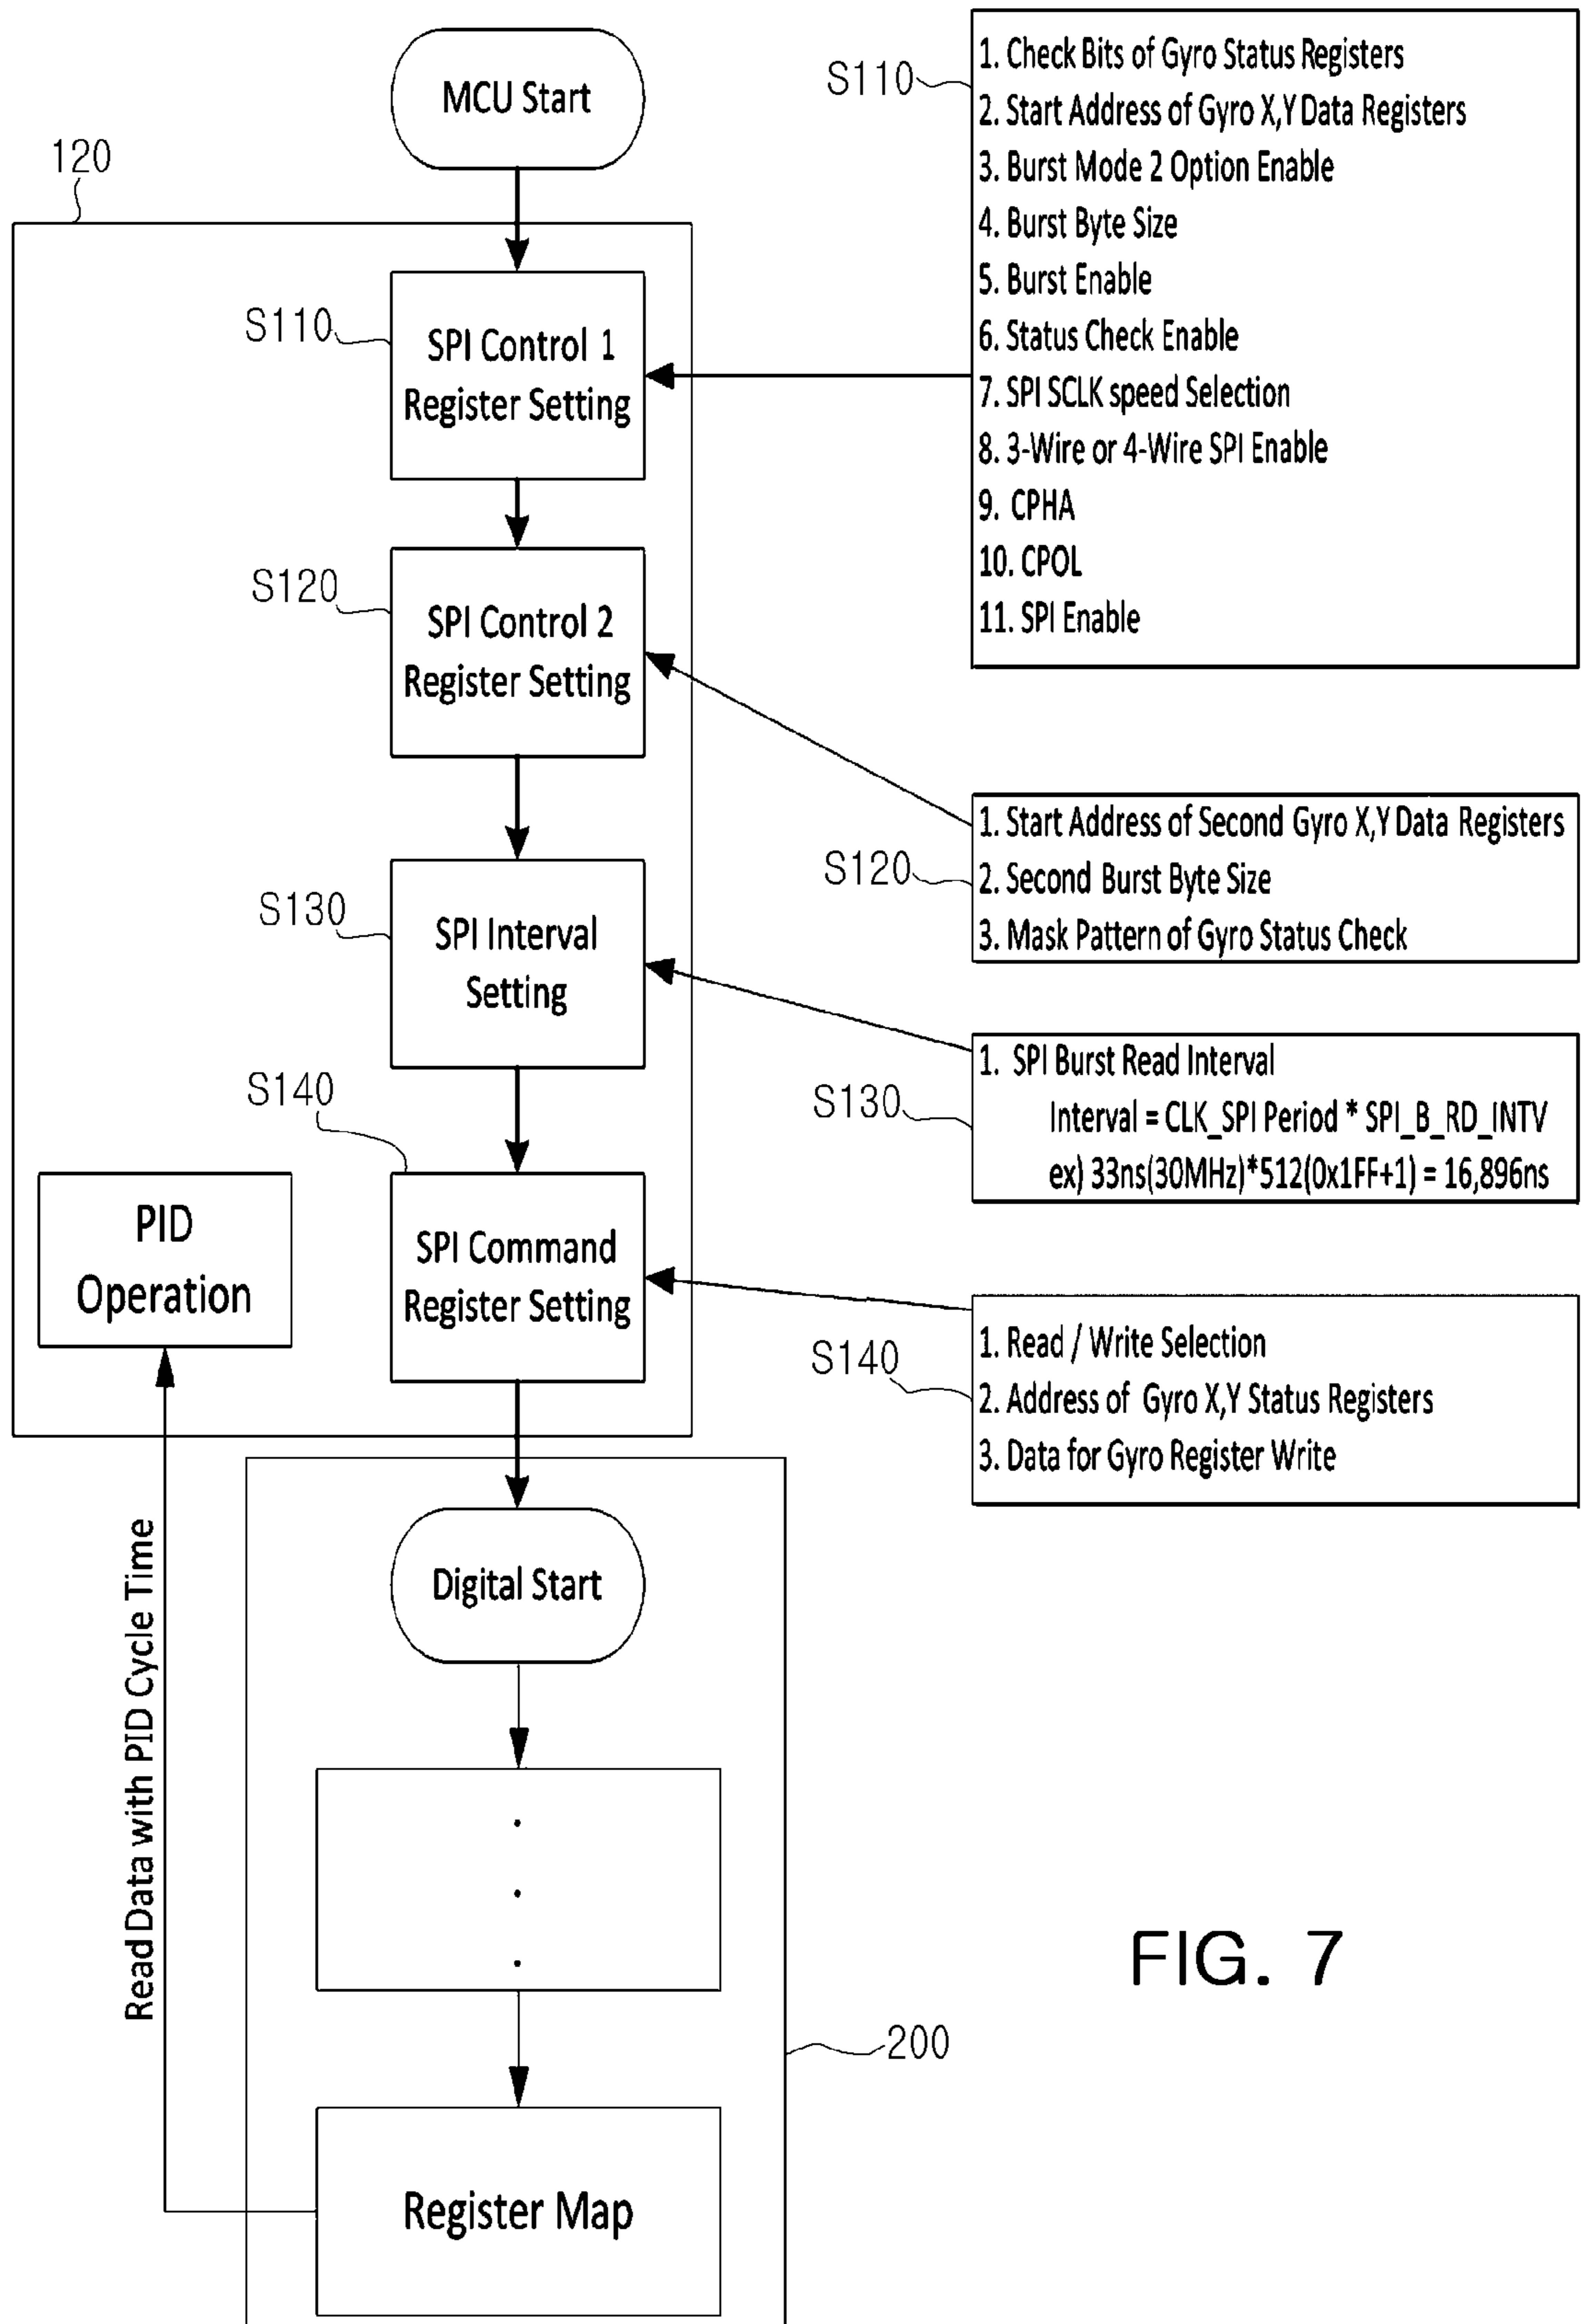 MCU Start
120
S110
SPI Control 1
Register Setting
S120
SPI Control 2
Register Setting
S130
SPI Interval
Setting
S140
SPI Command
Register Setting
PID
Operation
Read Data with PID Cycle Time
Digital Start
Register Map
200
S110
1. Check Bits of Gyro Status Registers
2. Start Address of Gyro X,Y Data Registers
3. Burst Mode 2 Option Enable
4. Burst Byte Size
5. Burst Enable
6. Status Check Enable
7. SPI SCLK speed Selection
8. 3-Wire or 4-Wire SPI Enable
9. CPHA
10. CPOL
11. SPI Enable
S120
1. Start Address of Second Gyro X,Y Data Registers
2. Second Burst Byte Size
3. Mask Pattern of Gyro Status Check
S130
1. SPI Burst Read Interval
Interval = CLK_SPI Period * SPI_B_RD_INTV
ex) 33ns(30MHz)*512(0x1FF+1) = 16,896ns
S140
1. Read / Write Selection
2. Address of Gyro X,Y Status Registers
3. Data for Gyro Register Write
FIG. 7